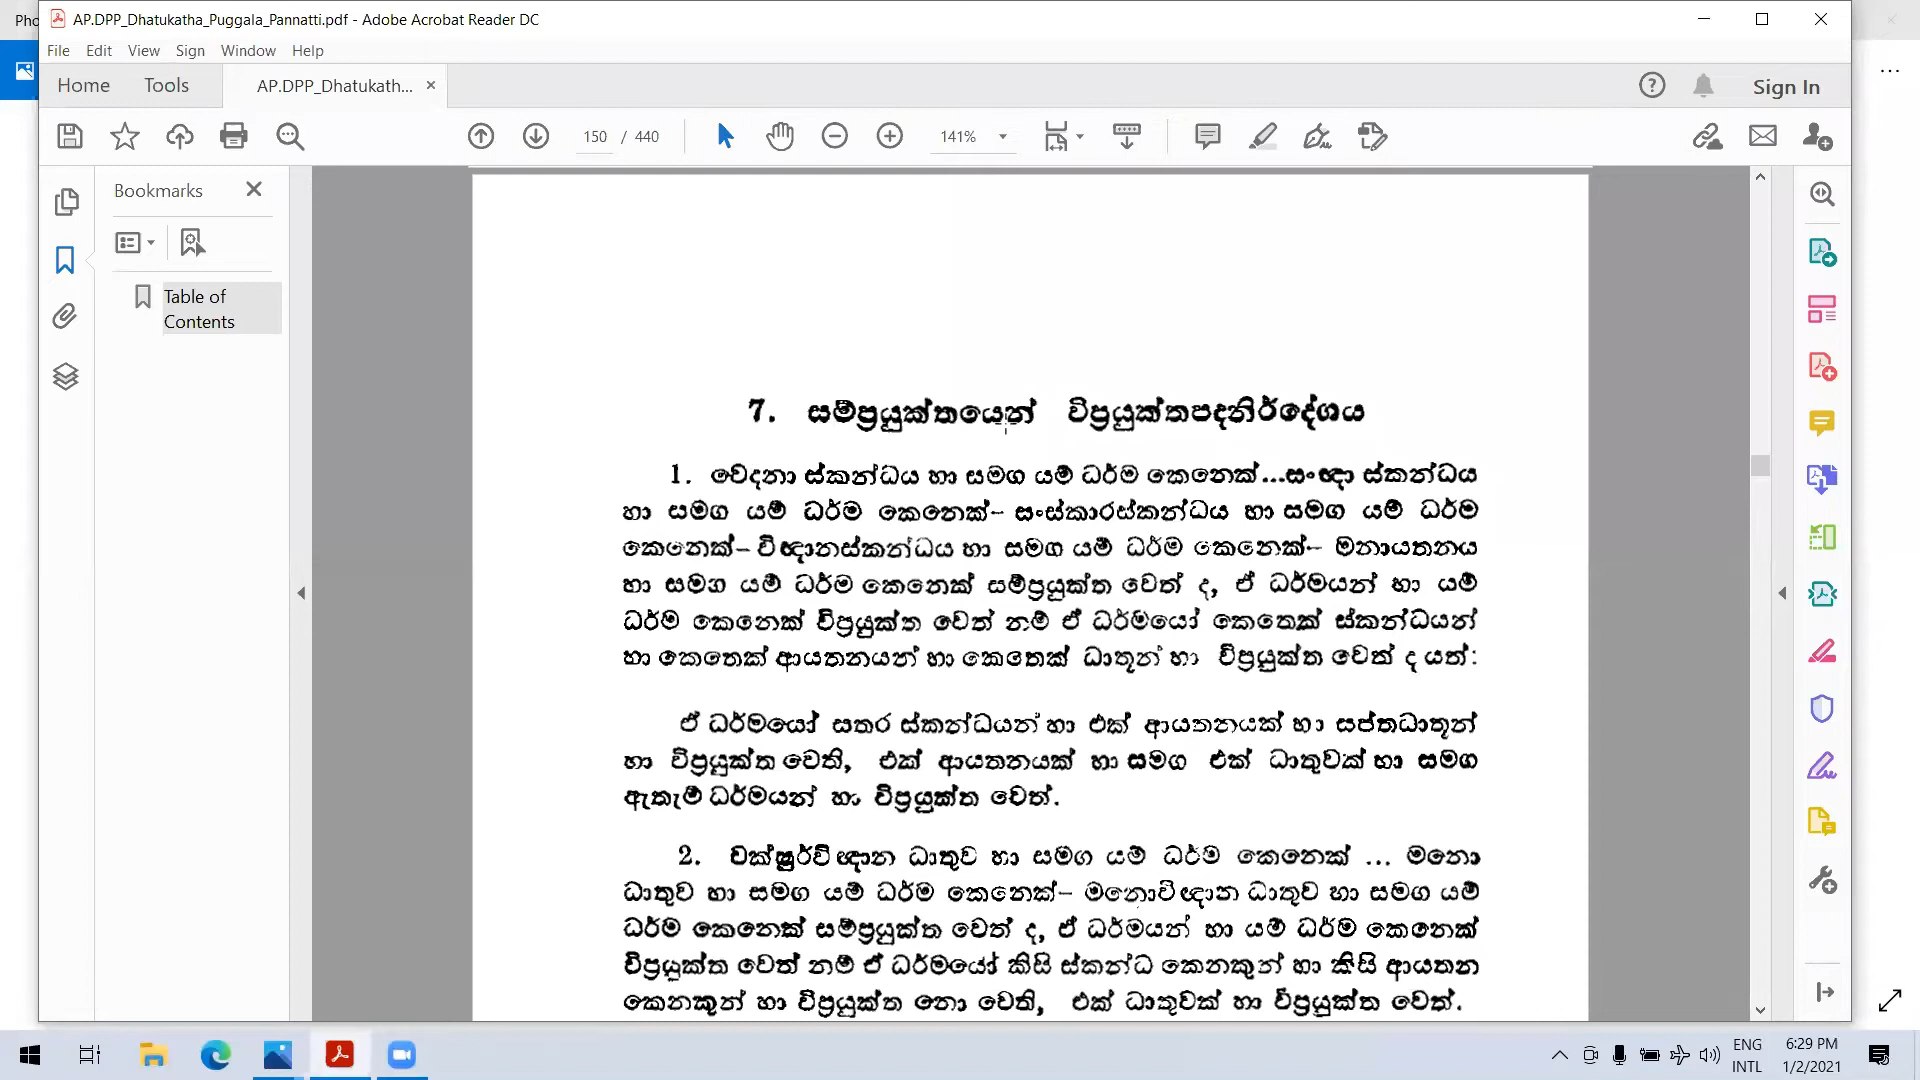 Pho
AP.DPP_Dhatukatha_Puggala_Pannatti.pdf - Adobe Acrobat Reader DC
File Edit View Sign Window Help
Home Tools AP.DPP_Dhatukath... Sign In
150 / 440 141%
Bookmarks
Table of
Contents
7. සම්ප්‍රයුක්තයෙන් විප්‍රයුක්තපදනිර්දේශය
1. වේදනා ස්කන්ධය හා සමග යම් ධර්ම කෙනෙක්...සංඥා ස්කන්ධය
හා සමග යම් ධර්ම කෙනෙක්– සංස්කාරස්කන්ධය හා සමග යම් ධර්ම
කෙනෙක්– විඥානස්කන්ධය හා සමග යම් ධර්ම කෙනෙක්– මනායතනය
හා සමග යම් ධර්ම කෙනෙක් සම්ප්‍රයුක්ත වෙත් ද, ඒ ධර්මයන් හා යම්
ධර්ම කෙනෙක් විප්‍රයුක්ත වෙත් නම් ඒ ධර්මයෝ කෙතෙක් ස්කන්ධයන්
හා කෙතෙක් ආයතනයන් හා කෙතෙක් ධාතූන් හා විප්‍රයුක්ත වෙත් ද යත්:
ඒ ධර්මයෝ සතර ස්කන්ධයන් හා එක් ආයතනයක් හා සප්තධාතූන්
හා විප්‍රයුක්ත වෙති, එක් ආයතනයක් හා සමග එක් ධාතුවක් හා සමග
ඇතැම් ධර්මයන් හා විප්‍රයුක්ත වෙත්.
2. චක්ෂුර්විඥාන ධාතුව හා සමග යම් ධර්ම කෙනෙක් ... මනො
ධාතුව හා සමග යම් ධර්ම කෙනෙක්– මනොවිඥාන ධාතුව හා සමග යම්
ධර්ම කෙනෙක් සම්ප්‍රයුක්ත වෙත් ද, ඒ ධර්මයන් හා යම් ධර්ම කෙනෙක්
විප්‍රයුක්ත වෙත් නම් ඒ ධර්මයෝ කිසි ස්කන්ධ කෙනකුන් හා කිසි ආයතන
කෙනකුන් හා විප්‍රයුක්ත නො වෙති, එක් ධාතුවක් හා විප්‍රයුක්ත වෙත්.
ENG 6:29 PM
INTL 1/2/2021